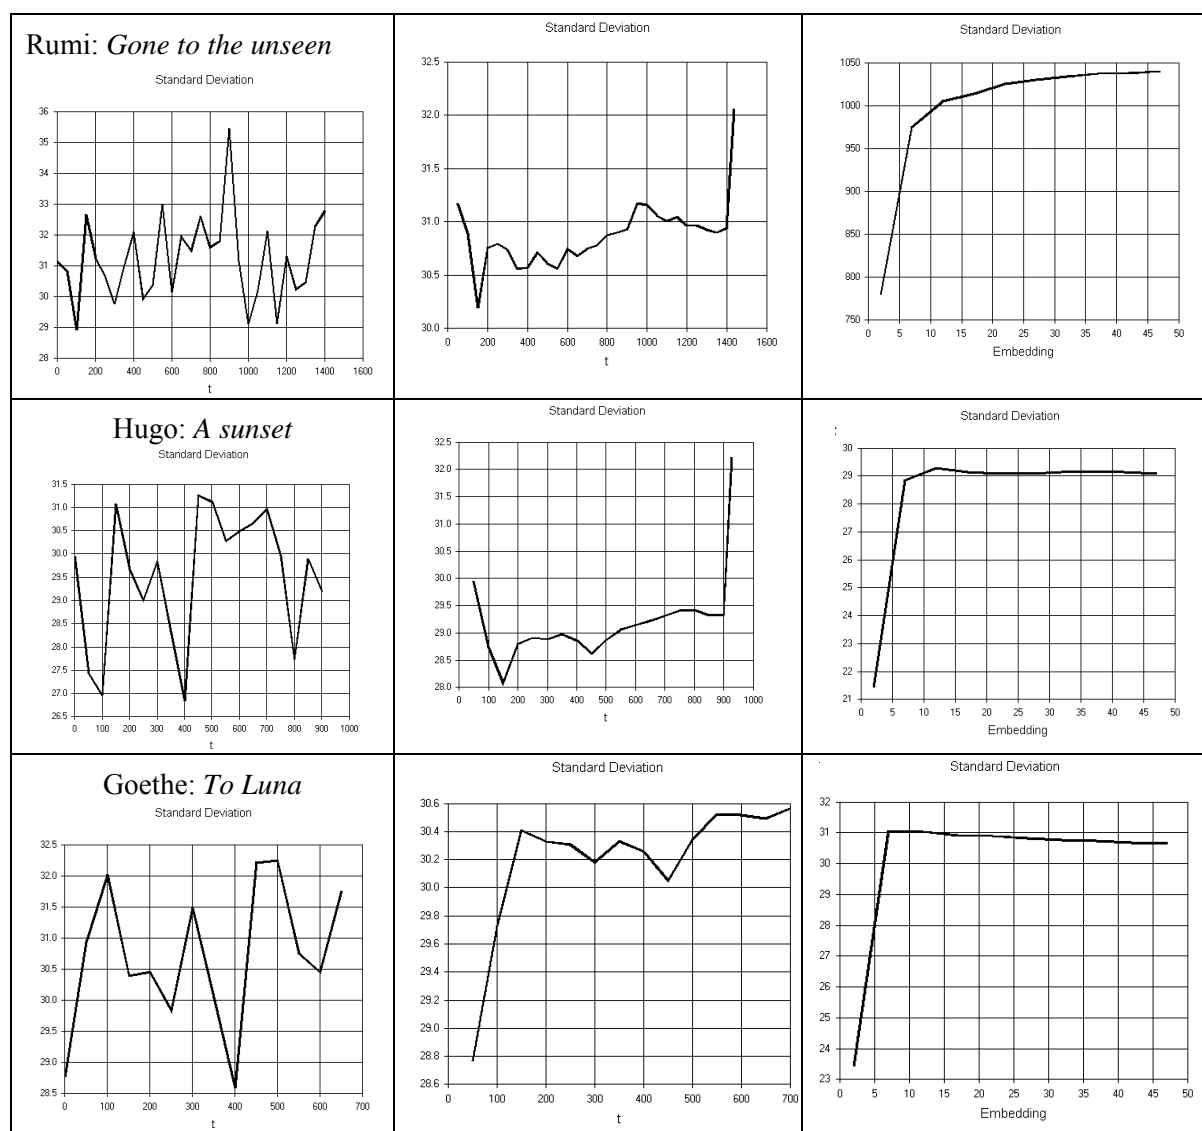 Rumi: Gone to the unseen
Standard Deviation
36
35
34
33
32
31
30
29
28
0 200 400 600 800 1000 1200 1400 1600
t
Standard Deviation
32.5
32.0
31.5
31.0
30.5
30.0
0 200 400 600 800 1000 1200 1400 1600
t
Standard Deviation
1050
1000
950
900
850
800
750
0 5 10 15 20 25 30 35 40 45 50
Embedding
Hugo: A sunset
Standard Deviation
31.5
31.0
30.5
30.0
29.5
29.0
28.5
28.0
27.5
27.0
26.5
0 100 200 300 400 500 600 700 800 900 1000
t
Standard Deviation
32.5
32.0
31.5
31.0
30.5
30.0
29.5
29.0
28.5
28.0
0 100 200 300 400 500 600 700 800 900 1000
t
:
Standard Deviation
30
29
28
27
26
25
24
23
22
21
0 5 10 15 20 25 30 35 40 45 50
Embedding
Goethe: To Luna
Standard Deviation
32.5
32.0
31.5
31.0
30.5
30.0
29.5
29.0
28.5
0 100 200 300 400 500 600 700
t
Standard Deviation
30.6
30.4
30.2
30.0
29.8
29.6
29.4
29.2
29.0
28.8
28.6
0 100 200 300 400 500 600 700
t
Standard Deviation
32
31
30
29
28
27
26
25
24
23
0 5 10 15 20 25 30 35 40 45 50
Embedding